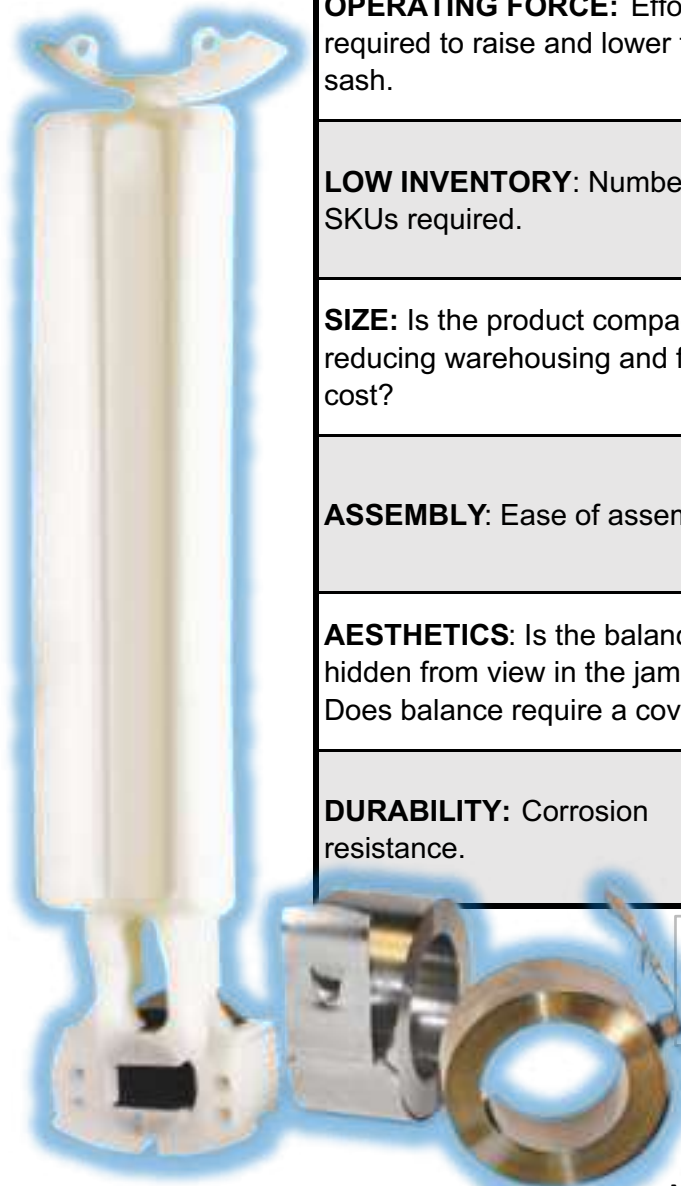 OPERATING FORCE: Effo
required to raise and lower
sash.
LOW INVENTORY: Numbe
SKUs required.
SIZE: Is the product compa
reducing warehousing and
cost?
ASSEMBLY: Ease of assem
AESTHETICS: Is the balanc
hidden from view in the jam
Does balance require a cov
DURABILITY: Corrosion
resistance.